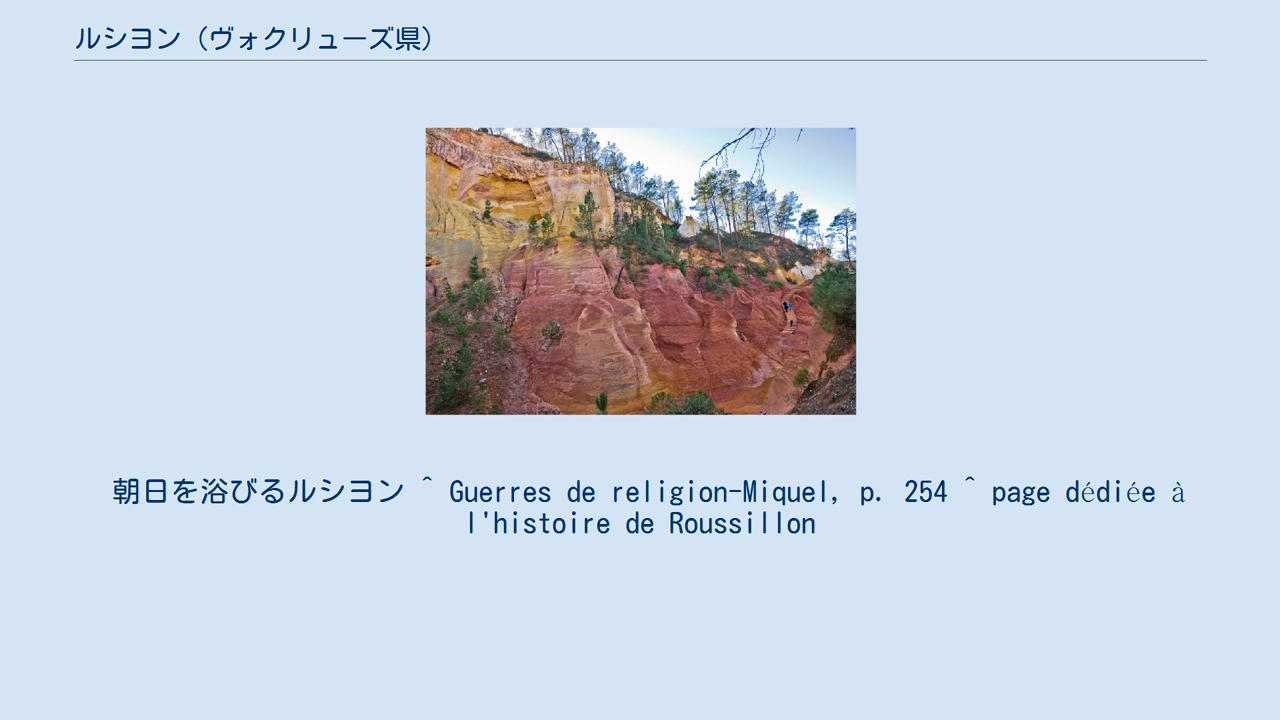 ルシヨン（ヴォクリューズ県）
朝日を浴びるルシヨン ^ Guerres de religion-Miquel, p. 254 ^ page dédiée à
l'histoire de Roussillon